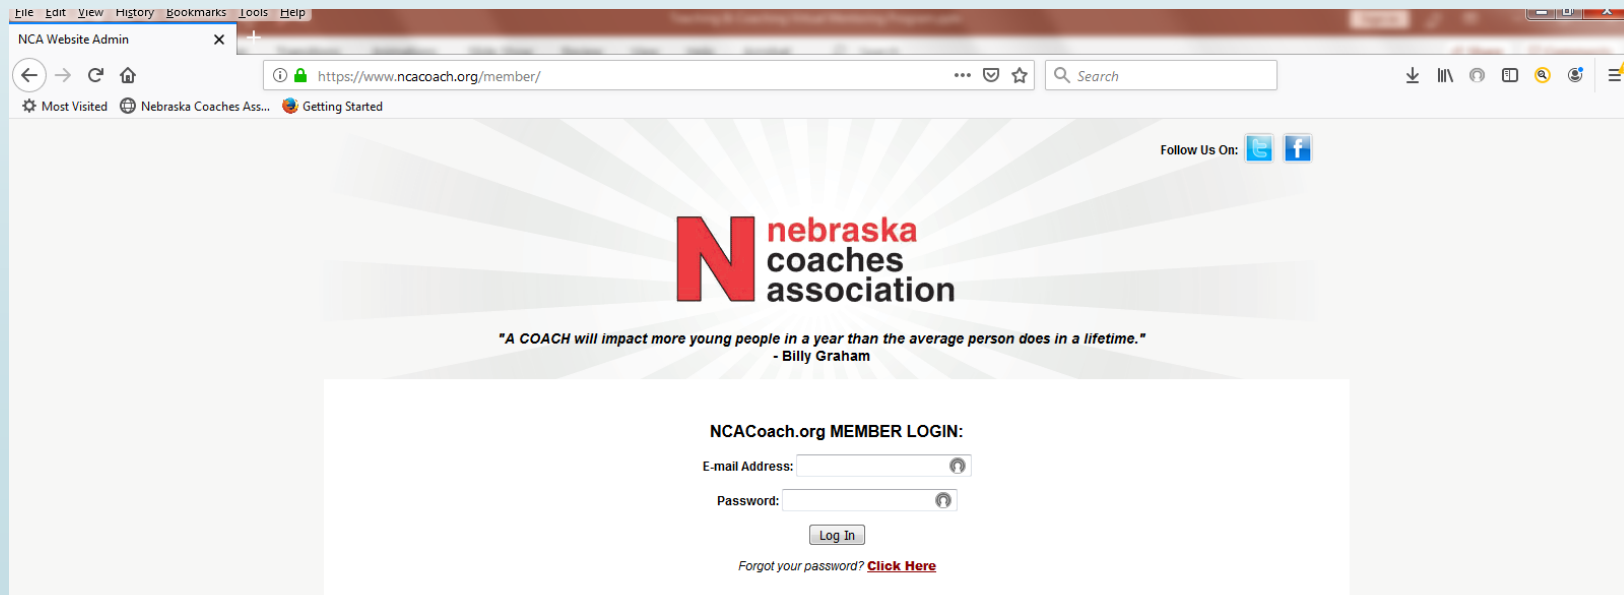 File Edit View History Bookmarks Tools Help
NCA Website Admin
https://www.ncacoach.org/member/
Search
Most Visited Nebraska Coaches Ass... Getting Started
Follow Us On:
N nebraska
coaches
association
"A COACH will impact more young people in a year than the average person does in a lifetime."
- Billy Graham
NCACoach.org MEMBER LOGIN:
E-mail Address:
Password:
Log In
Forgot your password? Click Here